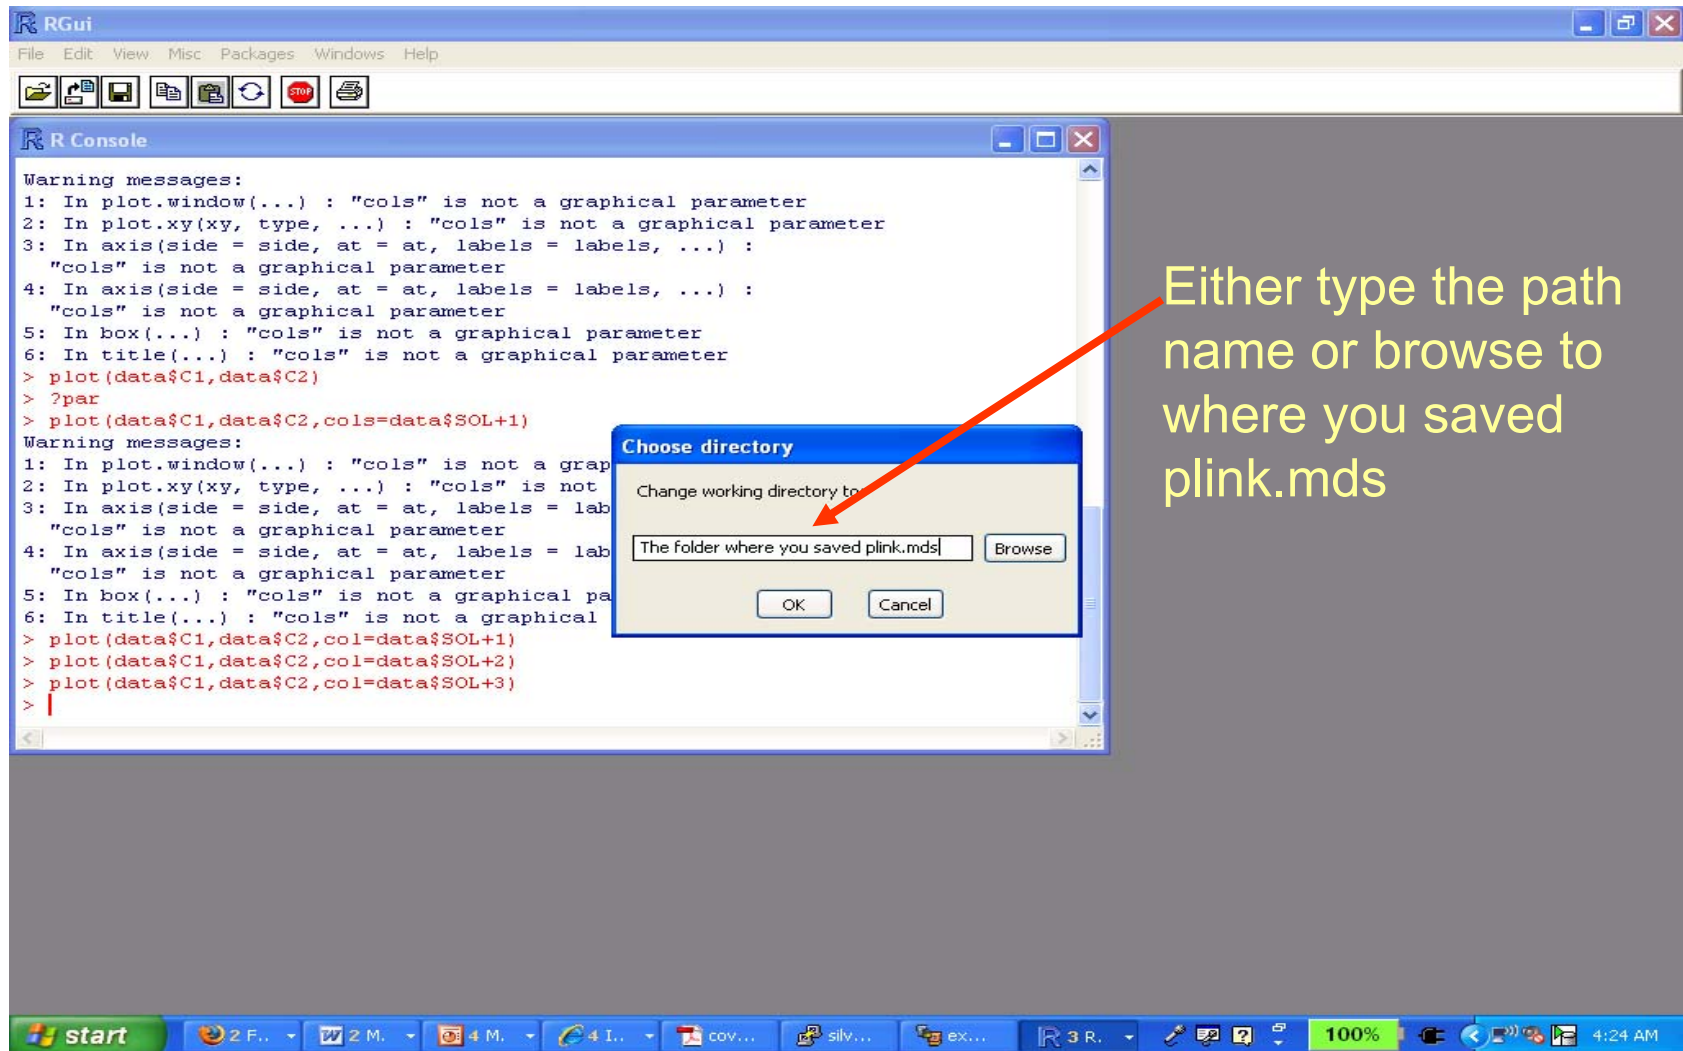 RGui
File Edit View Misc Packages Windows Help
STOP
R Console
Warning messages:
1: In plot.window(...) : "cols" is not a graphical parameter
2: In plot.xy(xy, type, ...) : "cols" is not a graphical parameter
3: In axis(side = side, at = at, labels = labels, ...) :
"cols" is not a graphical parameter
4: In axis(side = side, at = at, labels = labels, ...) :
"cols" is not a graphical parameter
5: In box(...) : "cols" is not a graphical parameter
6: In title(...) : "cols" is not a graphical parameter
> plot(data$C1,data$C2)
> ?par
> plot(data$C1,data$C2,cols=data$SOL+1)
Warning messages:
1: In plot.window(...) : "cols" is not a grap
2: In plot.xy(xy, type, ...) : "cols" is not
3: In axis(side = side, at = at, labels = lab
"cols" is not a graphical parameter
4: In axis(side = side, at = at, labels = lab
"cols" is not a graphical parameter
5: In box(...) : "cols" is not a graphical pa
6: In title(...) : "cols" is not a graphical
> plot(data$C1,data$C2,col=data$SOL+1)
> plot(data$C1,data$C2,col=data$SOL+2)
> plot(data$C1,data$C2,col=data$SOL+3)
>
Choose directory
Change working directory to
The folder where you saved plink.mds
Browse
OK Cancel
Either type the path
name or browse to
where you saved
plink.mds
start 2 F.. 2 M. 4 M. 4 I.. cov... silv... ex... 3 R. 100% 4:24 AM